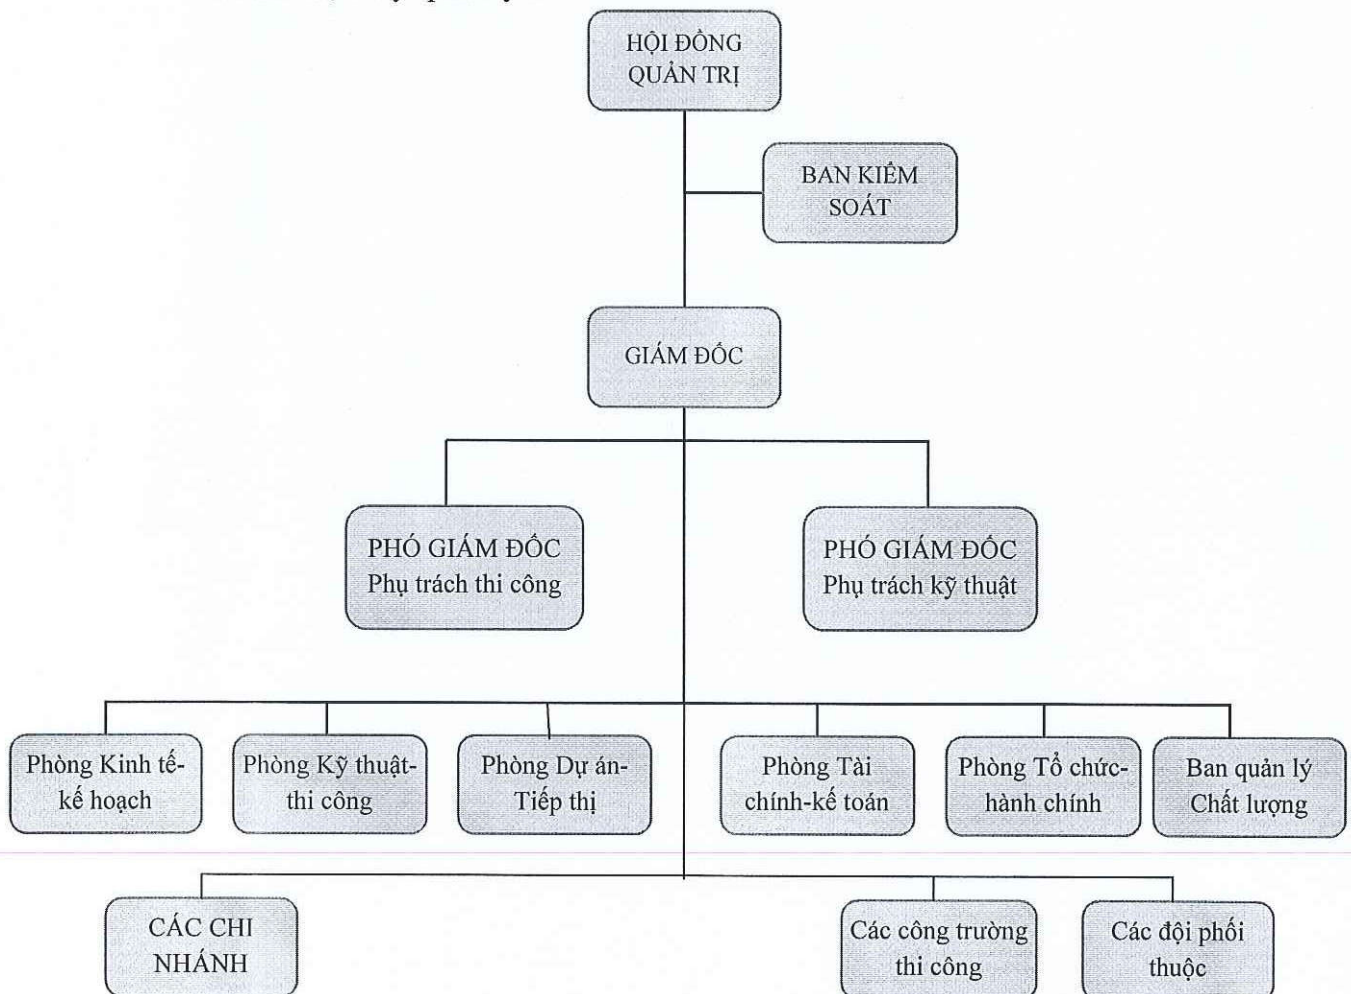 HỘI ĐỒNG
QUẢN TRỊ
BAN KIỂM
SOÁT
GIÁM ĐỐC
PHÓ GIÁM ĐỐC
Phụ trách thi công
PHÓ GIÁM ĐỐC
Phụ trách kỹ thuật
Phòng Kinh tế-
kế hoạch
Phòng Kỹ thuật-
thi công
Phòng Dự án-
Tiếp thị
Phòng Tài
chính-kế toán
Phòng Tổ chức-
hành chính
Ban quản lý
Chất lượng
CÁC CHI
NHÁNH
Các công trường
thi công
Các đội phối
thuộc